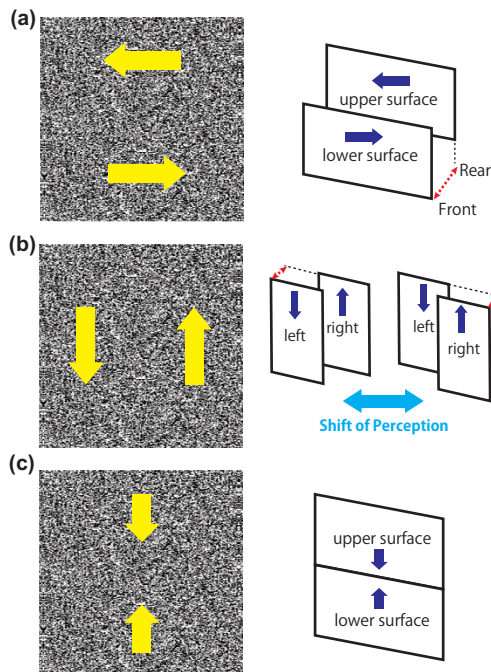 (a)
upper surface
lower surface
Rear
Front
(b)
left
right
left
right
Shift of Perception
(c)
upper surface
lower surface